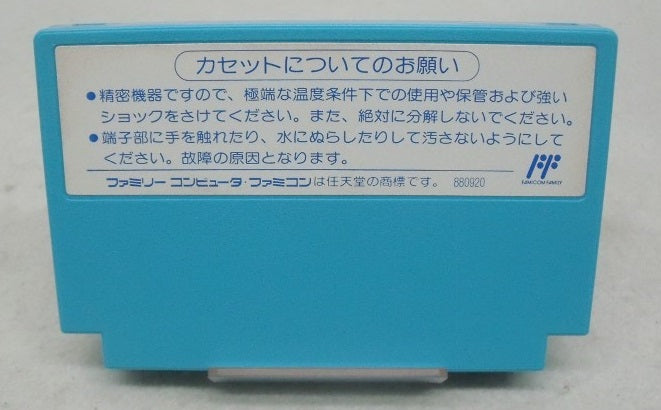 カセットについてのお願い
●精密機器ですので、極端な温度条件下での使用や保管および強い
ショックをさけてください。また、絶対に分解しないでください。
●端子部に手を触れたり、水にぬらしたりして汚さないようにして
ください。故障の原因となります。
ファミリー コンピュータ・ファミコンは任天堂の商標です。 880920
FAMICOM FAMILY